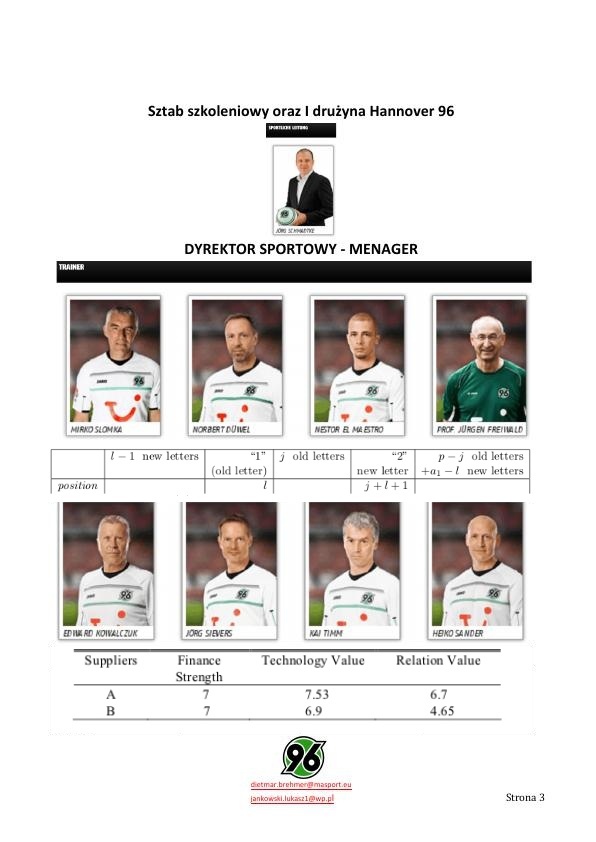 Sztab szkoleniowy oraz I drużyna Hannover 96
SPORTLICHE LEITUNG
JÖRG SCHMADTKE
DYREKTOR SPORTOWY - MENAGER
TRAINER
MIRKO SLOMKA NORBERT DÜWEL NESTOR EL MAESTRO PROF. JÜRGEN FREIWALD
l − 1 new letters “1” j old letters “2” p − j old letters
(old letter) new letter +a₁ − l new letters
position l j + l + 1
EDWARD KOWALCZUK JÖRG SIEVERS KAI TIMM HEIKO SANDER
Suppliers Finance Technology Value Relation Value
Strength
A 7 7.53 6.7
B 7 6.9 4.65
96
dietmar.brehmer@masport.eu
jankowski.lukasz1@wp.pl Strona 3